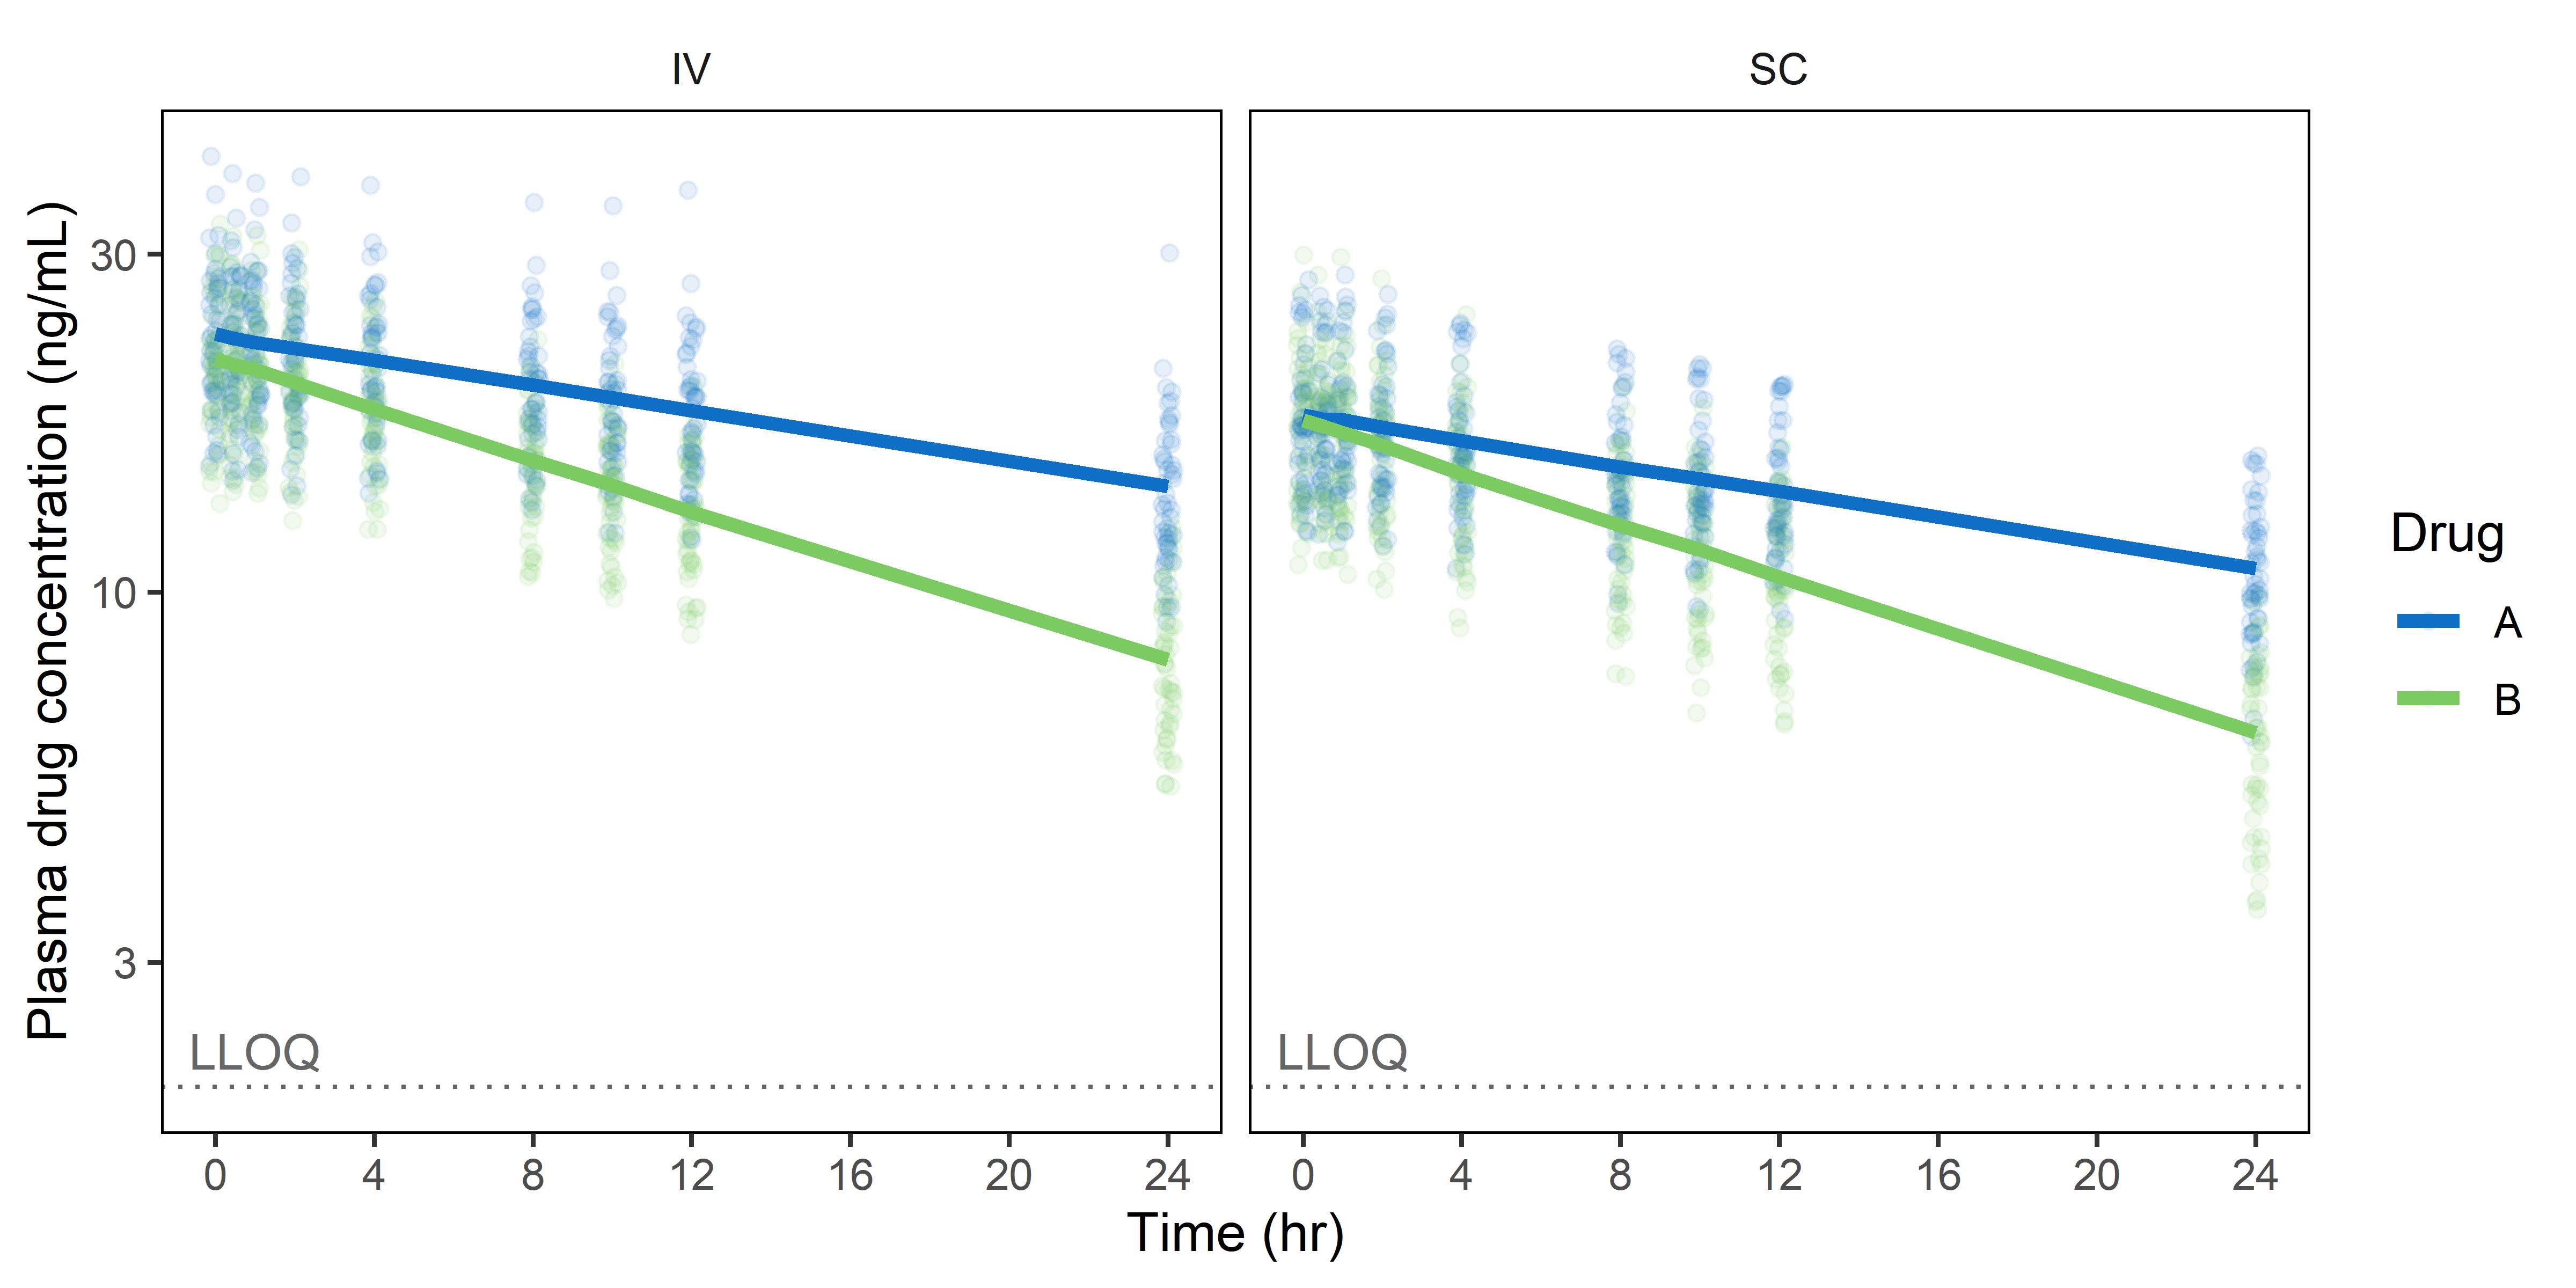 IV
SC
Plasma drug concentration (ng/mL)
30
10
3
LLOQ
LLOQ
0 4 8 12 16 20 24
0 4 8 12 16 20 24
Time (hr)
Drug
A
B